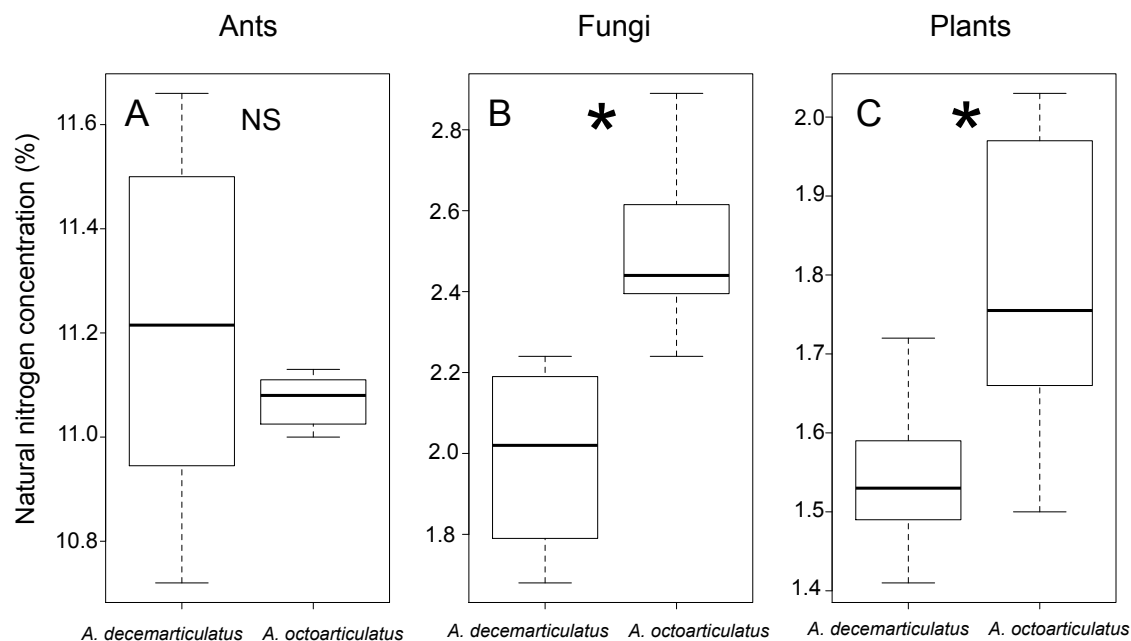 Ants Fungi Plants
Natural nitrogen concentration (%)
A NS
11.6
11.4
11.2
11.0
10.8
A. decemarticulatus A. octoarticulatus
B *
2.8
2.6
2.4
2.2
2.0
1.8
A. decemarticulatus A. octoarticulatus
C *
2.0
1.9
1.8
1.7
1.6
1.5
1.4
A. decemarticulatus A. octoarticulatus